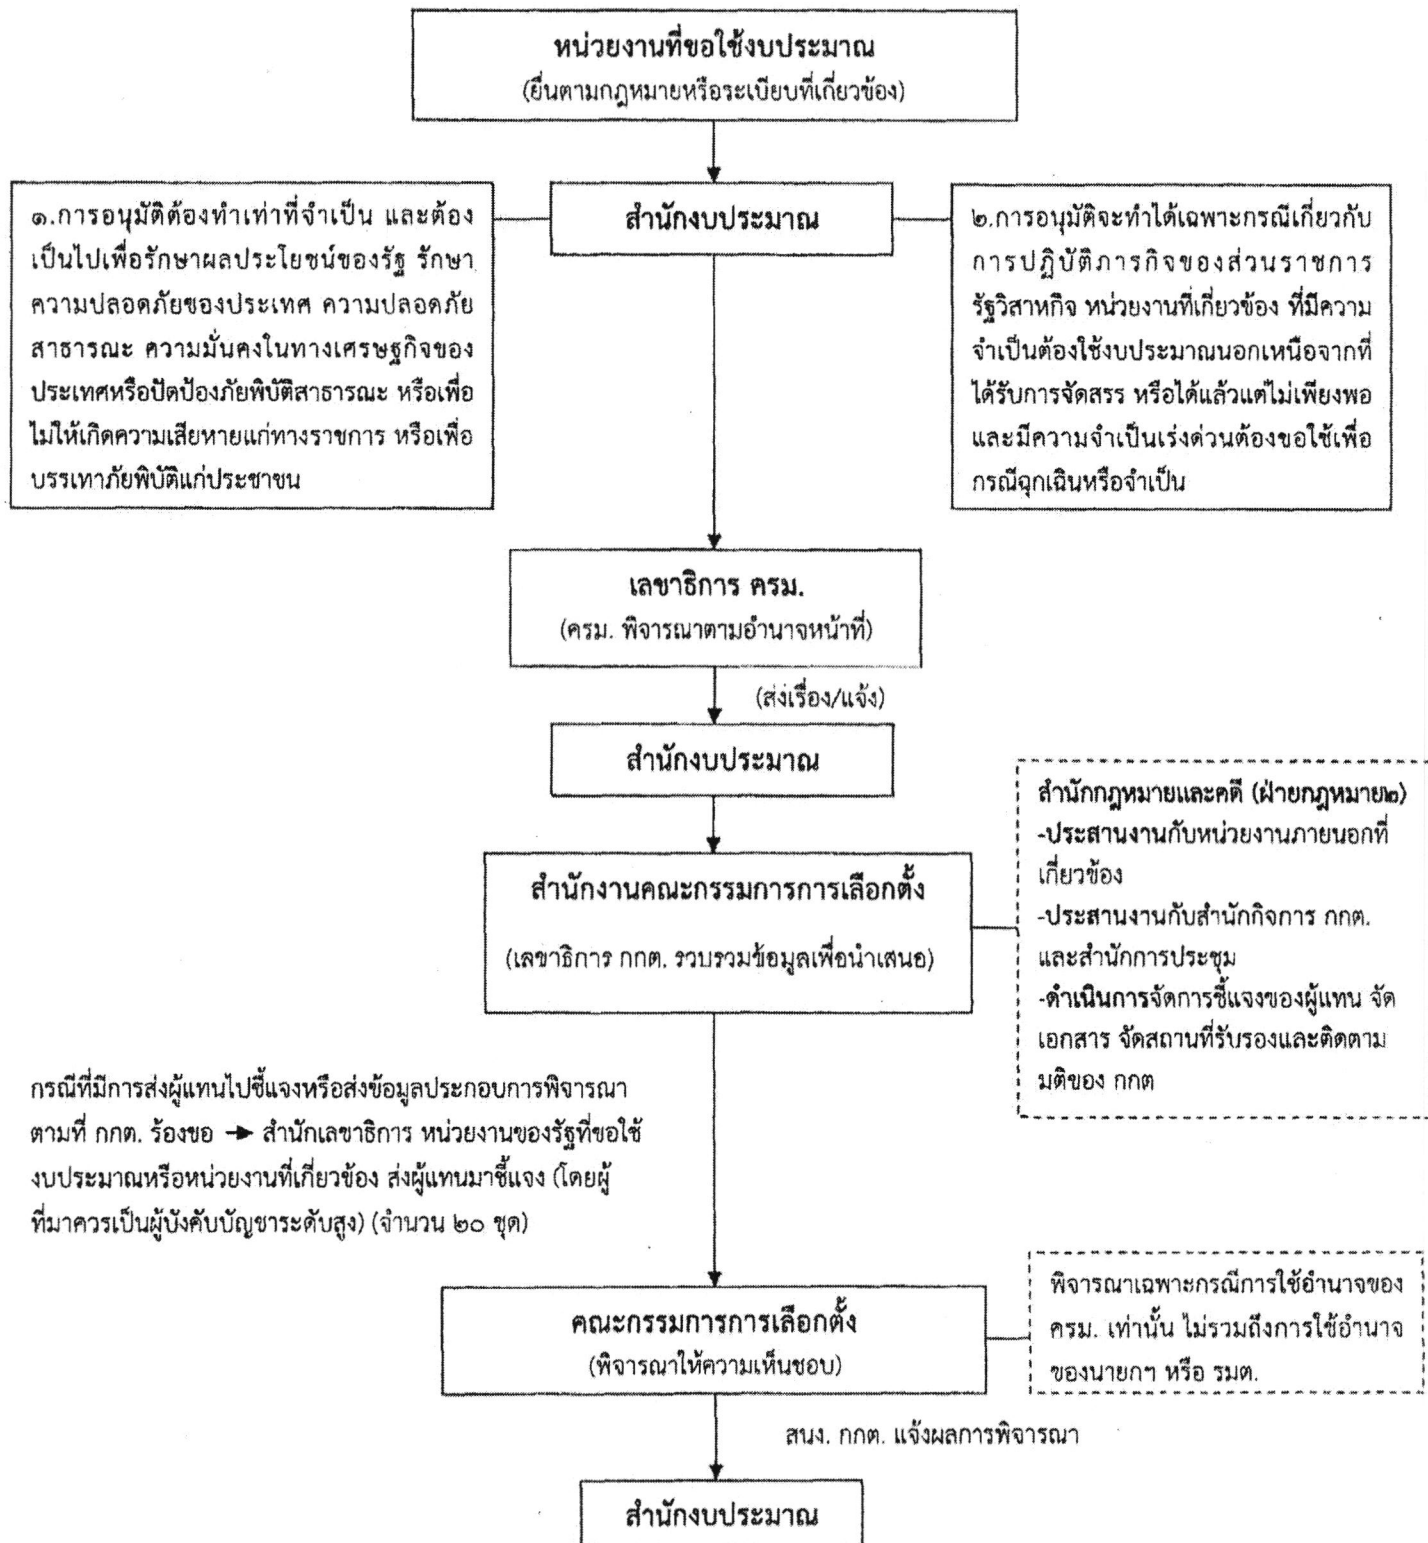 หน่วยงานที่ขอใช้งบประมาณ
(ยื่นตามกฎหมายหรือระเบียบที่เกี่ยวข้อง)
๑.การอนุมัติต้องทำเท่าที่จำเป็น และต้อง
เป็นไปเพื่อรักษาผลประโยชน์ของรัฐ รักษา
ความปลอดภัยของประเทศ ความปลอดภัย
สาธารณะ ความมั่นคงในทางเศรษฐกิจของ
ประเทศหรือปัดป้องภัยพิบัติสาธารณะ หรือเพื่อ
ไม่ให้เกิดความเสียหายแก่ทางราชการ หรือเพื่อ
บรรเทาภัยพิบัติแก่ประชาชน
สำนักงบประมาณ
๒.การอนุมัติจะทำได้เฉพาะกรณีเกี่ยวกับ
การปฏิบัติภารกิจของส่วนราชการ
รัฐวิสาหกิจ หน่วยงานที่เกี่ยวข้อง ที่มีความ
จำเป็นต้องใช้งบประมาณนอกเหนือจากที่
ได้รับการจัดสรร หรือได้แล้วแต่ไม่เพียงพอ
และมีความจำเป็นเร่งด่วนต้องขอใช้เพื่อ
กรณีฉุกเฉินหรือจำเป็น
เลขาธิการ ครม.
(ครม. พิจารณาตามอำนาจหน้าที่)
(ส่งเรื่อง/แจ้ง)
สำนักงบประมาณ
สำนักงานคณะกรรมการการเลือกตั้ง
(เลขาธิการ กกต. รวบรวมข้อมูลเพื่อนำเสนอ)
สำนักกฎหมายและคดี (ฝ่ายกฎหมาย๒)
-ประสานงานกับหน่วยงานภายนอกที่
เกี่ยวข้อง
-ประสานงานกับสำนักกิจการ กกต.
และสำนักการประชุม
-ดำเนินการจัดการชี้แจงของผู้แทน จัด
เอกสาร จัดสถานที่รับรองและติดตาม
มติของ กกต
กรณีที่มีการส่งผู้แทนไปชี้แจงหรือส่งข้อมูลประกอบการพิจารณา
ตามที่ กกต. ร้องขอ → สำนักเลขาธิการ หน่วยงานของรัฐที่ขอใช้
งบประมาณหรือหน่วยงานที่เกี่ยวข้อง ส่งผู้แทนมาชี้แจง (โดยผู้
ที่มาควรเป็นผู้บังคับบัญชาระดับสูง) (จำนวน ๒๐ ชุด)
คณะกรรมการการเลือกตั้ง
(พิจารณาให้ความเห็นชอบ)
พิจารณาเฉพาะกรณีการใช้อำนาจของ
ครม. เท่านั้น ไม่รวมถึงการใช้อำนาจ
ของนายกฯ หรือ รมต.
สนง. กกต. แจ้งผลการพิจารณา
สำนักงบประมาณ